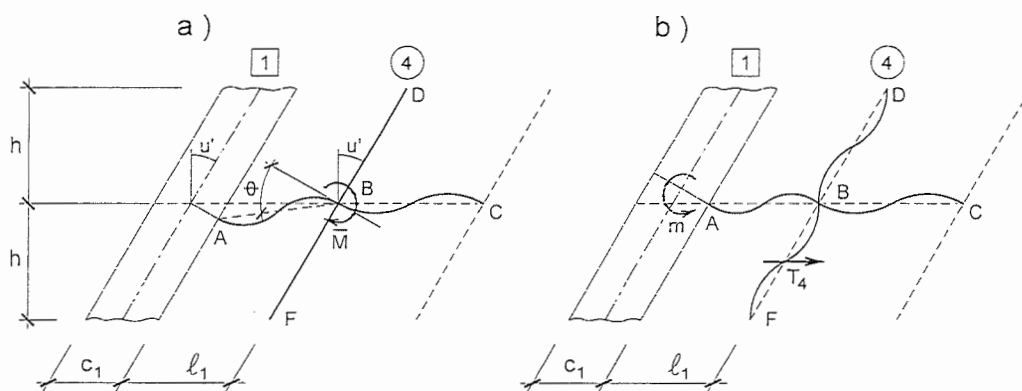 a )
b )
1
4
1
4
D
D
h
u'
u'
θ
B
B
A
C
M̄
m
A
C
h
T₄
F
F
c₁
ℓ₁
c₁
ℓ₁